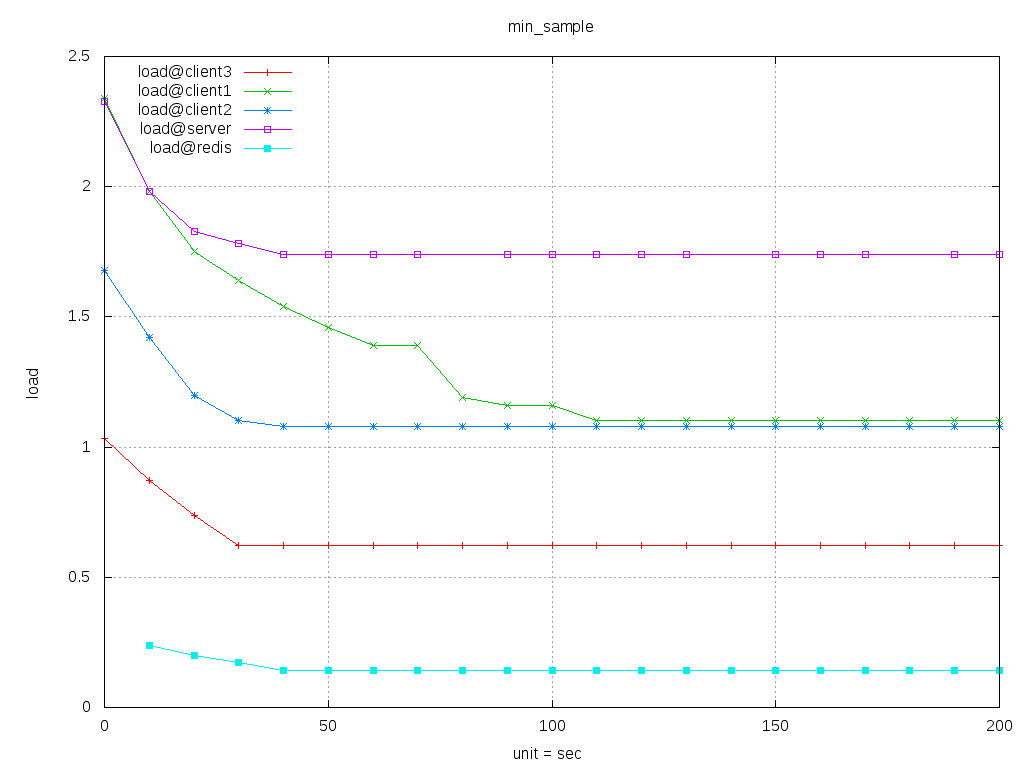 min_sample
2.5
load@client3
load@client1
load@client2
load@server
load@redis
2
1.5
load
1
0.5
0
0 50 100 150 200
unit = sec